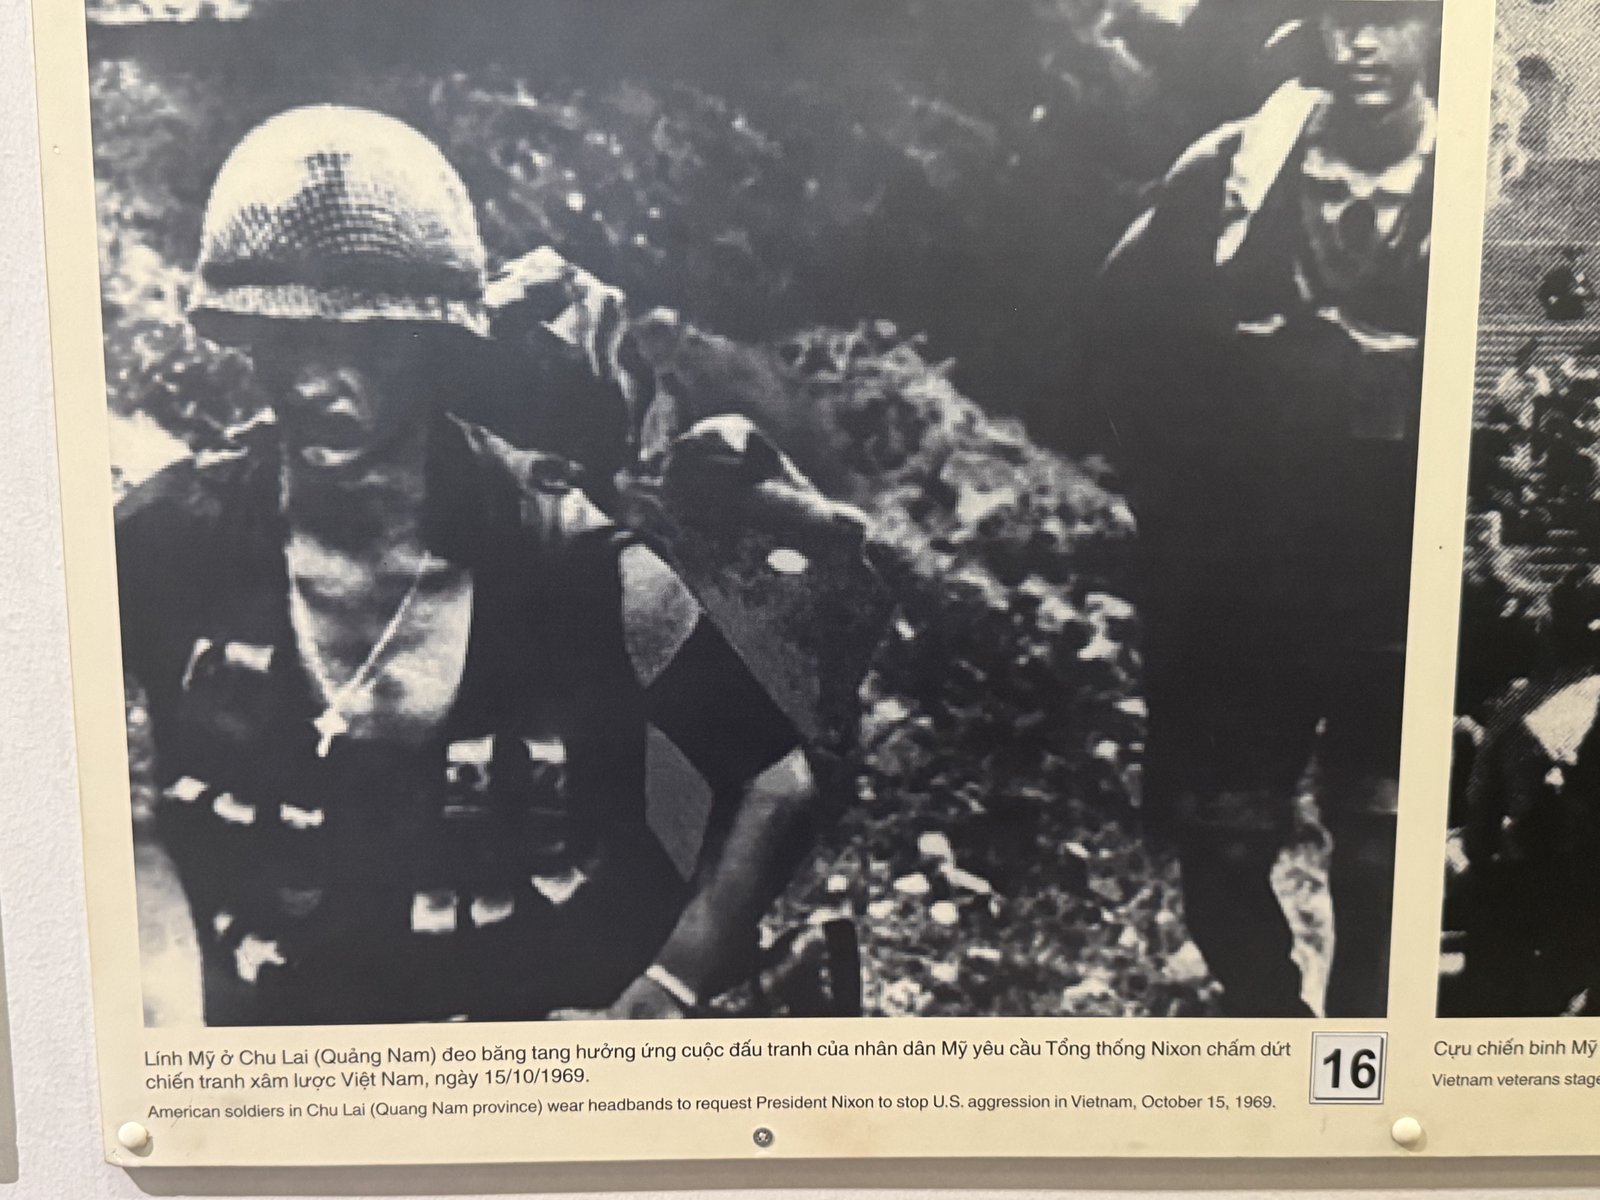 Lính Mỹ ở Chu Lai (Quảng Nam) đeo băng tang hưởng ứng cuộc đấu tranh của nhân dân Mỹ yêu cầu Tổng thống Nixon chấm dứt
chiến tranh xâm lược Việt Nam, ngày 15/10/1969.
American soldiers in Chu Lai (Quang Nam province) wear headbands to request President Nixon to stop U.S. aggression in Vietnam, October 15, 1969.
16
Cựu chiến binh Mỹ
Vietnam veterans stage